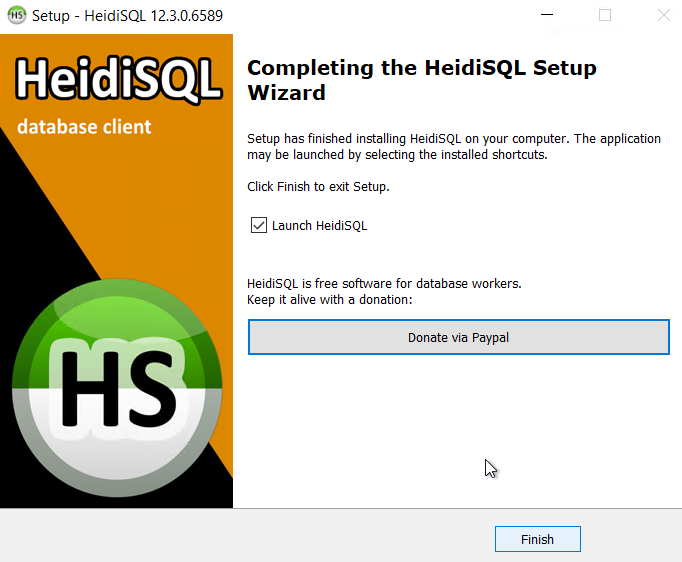 Setup - HeidiSQL 12.3.0.6589
HeidiSQL
database client
HS
Completing the HeidiSQL Setup
Wizard
Setup has finished installing HeidiSQL on your computer. The application
may be launched by selecting the installed shortcuts.
Click Finish to exit Setup.
Launch HeidiSQL
HeidiSQL is free software for database workers.
Keep it alive with a donation:
Donate via Paypal
Finish